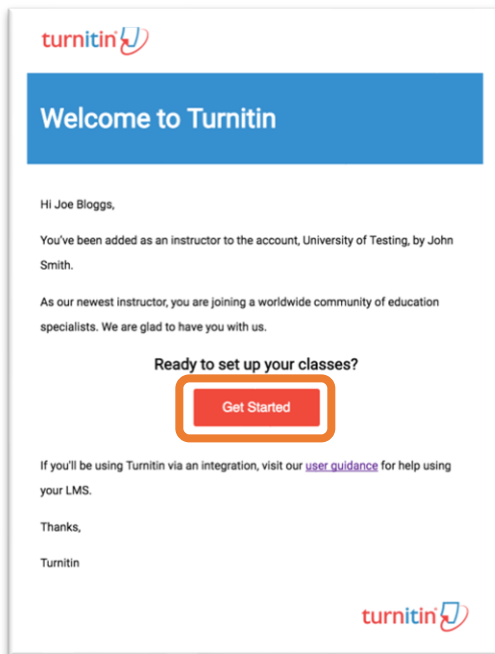 turnitin
Welcome to Turnitin
Hi Joe Bloggs,
You've been added as an instructor to the account, University of Testing, by John
Smith.
As our newest instructor, you are joining a worldwide community of education
specialists. We are glad to have you with us.
Ready to set up your classes?
Get Started
If you'll be using Turnitin via an integration, visit our user guidance for help using
your LMS.
Thanks,
Turnitin
turnitin